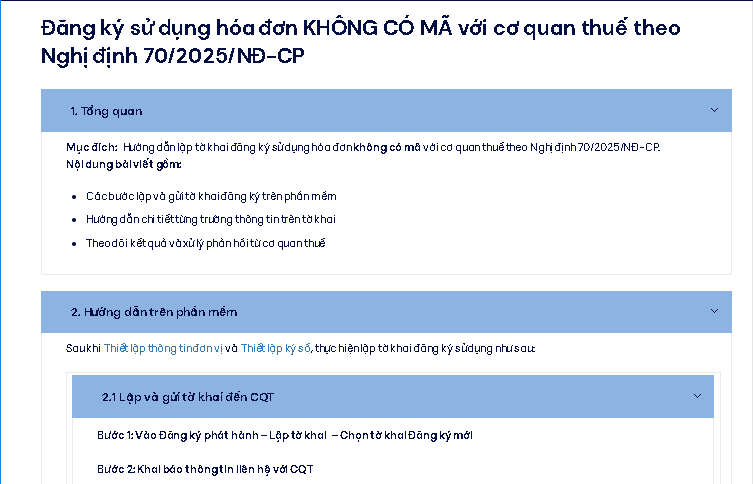 Đăng ký sử dụng hóa đơn KHÔNG CÓ MÃ với cơ quan thuế theo
Nghị định 70/2025/NĐ-CP
1. Tổng quan
Mục đích: Hướng dẫn lập tờ khai đăng ký sử dụng hóa đơn không có mã với cơ quan thuế theo Nghị định 70/2025/NĐ-CP.
Nội dung bài viết gồm:
Các bước lập và gửi tờ khai đăng ký trên phần mềm
Hướng dẫn chi tiết từng trường thông tin trên tờ khai
Theo dõi kết quả và xử lý phản hồi từ cơ quan thuế
2. Hướng dẫn trên phần mềm
Sau khi Thiết lập thông tin đơn vị và Thiết lập ký số, thực hiện lập tờ khai đăng ký sử dụng như sau:
2.1 Lập và gửi tờ khai đến CQT
Bước 1: Vào Đăng ký phát hành – Lập tờ khai – Chọn tờ khai Đăng ký mới
Bước 2: Khai báo thông tin liên hệ với CQT